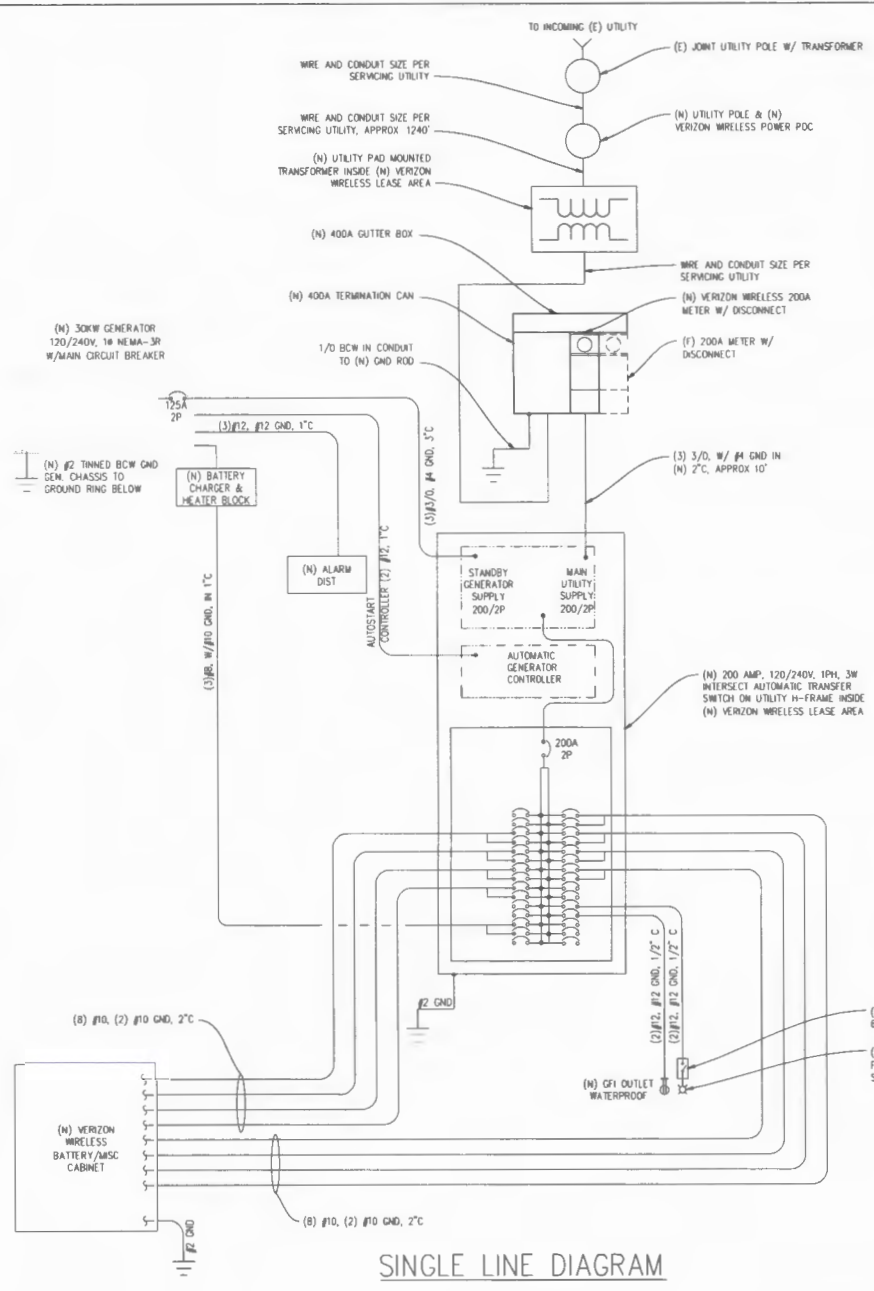 TO INCOMING (E) UTILITY
(E) JOINT UTILITY POLE W/ TRANSFORMER
WIRE AND CONDUIT SIZE PER
SERVICING UTILITY
WIRE AND CONDUIT SIZE PER
SERVICING UTILITY, APPROX 1240'
(N) UTILITY POLE & (N)
VERIZON WIRELESS POWER POC
(N) UTILITY PAD MOUNTED
TRANSFORMER INSIDE (N) VERIZON
WIRELESS LEASE AREA
(N) 400A GUTTER BOX
WIRE AND CONDUIT SIZE PER
SERVICING UTILITY
(N) 400A TERMINATION CAN
(N) VERIZON WIRELESS 200A
METER W/ DISCONNECT
(N) 30KW GENERATOR
120/240V, 1ø NEMA-3R
W/MAIN CIRCUIT BREAKER
1/0 BCW IN CONDUIT
TO (N) GND ROD
(F) 200A METER W/
DISCONNECT
125A
2P
(3)#12, #12 GND, 1"C
(3)#3/0, #4 GND, 3"C
(3) 3/0, W/ #4 GND IN
(N) 2"C, APPROX 10'
(N) #2 TINNED BCW GND
GEN. CHASSIS TO
GROUND RING BELOW
(N) BATTERY
CHARGER &
HEATER BLOCK
(N) ALARM
DIST
AUTOSTART
CONTROLLER (2) #12, 1"C
(3)#8, W/#10 GND, IN 1"C
STANDBY
GENERATOR
SUPPLY
200/2P
MAIN
UTILITY
SUPPLY
200/2P
AUTOMATIC
GENERATOR
CONTROLLER
(N) 200 AMP, 120/240V, 1PH, 3W
INTERSECT AUTOMATIC TRANSFER
SWITCH ON UTILITY H-FRAME INSIDE
(N) VERIZON WIRELESS LEASE AREA
200A
2P
#2 GND
(2)#12, #12 GND, 1/2" C
(2)#12, #12 GND, 1/2" C
(8) #10, (2) #10 GND, 2"C
(N) GFI OUTLET
WATERPROOF
(N) VERIZON
WIRELESS
BATTERY/MISC
CABINET
(8) #10, (2) #10 GND, 2"C
#2 GND
SINGLE LINE DIAGRAM